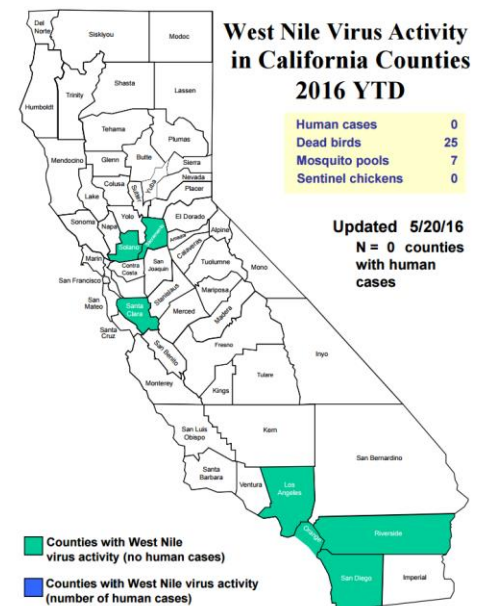 West Nile Virus Activity
in California Counties
2016 YTD
Human cases 0
Dead birds 25
Mosquito pools 7
Sentinel chickens 0
Updated 5/20/16
N = 0 counties
with human
cases
Del
Norte
Siskiyou
Modoc
Humboldt
Trinity
Shasta
Lassen
Tehama
Plumas
Mendocino
Glenn
Butte
Sierra
Nevada
Placer
Lake
Colusa
Sutter
Yuba
Sonoma
Napa
Yolo
El Dorado
Alpine
Solano
Sacramento
Amador
Calaveras
Marin
Contra
Costa
San
Joaquin
Tuolumne
Mono
San Francisco
San
Mateo
Santa
Clara
Stanislaus
Mariposa
Santa
Cruz
Merced
Madera
San Benito
Fresno
Monterey
Kings
Tulare
Inyo
San Luis
Obispo
Kern
San Bernardino
Santa
Barbara
Ventura
Los
Angeles
Orange
Riverside
San Diego
Imperial
Counties with West Nile
virus activity (no human cases)
Counties with West Nile virus activity
(number of human cases)